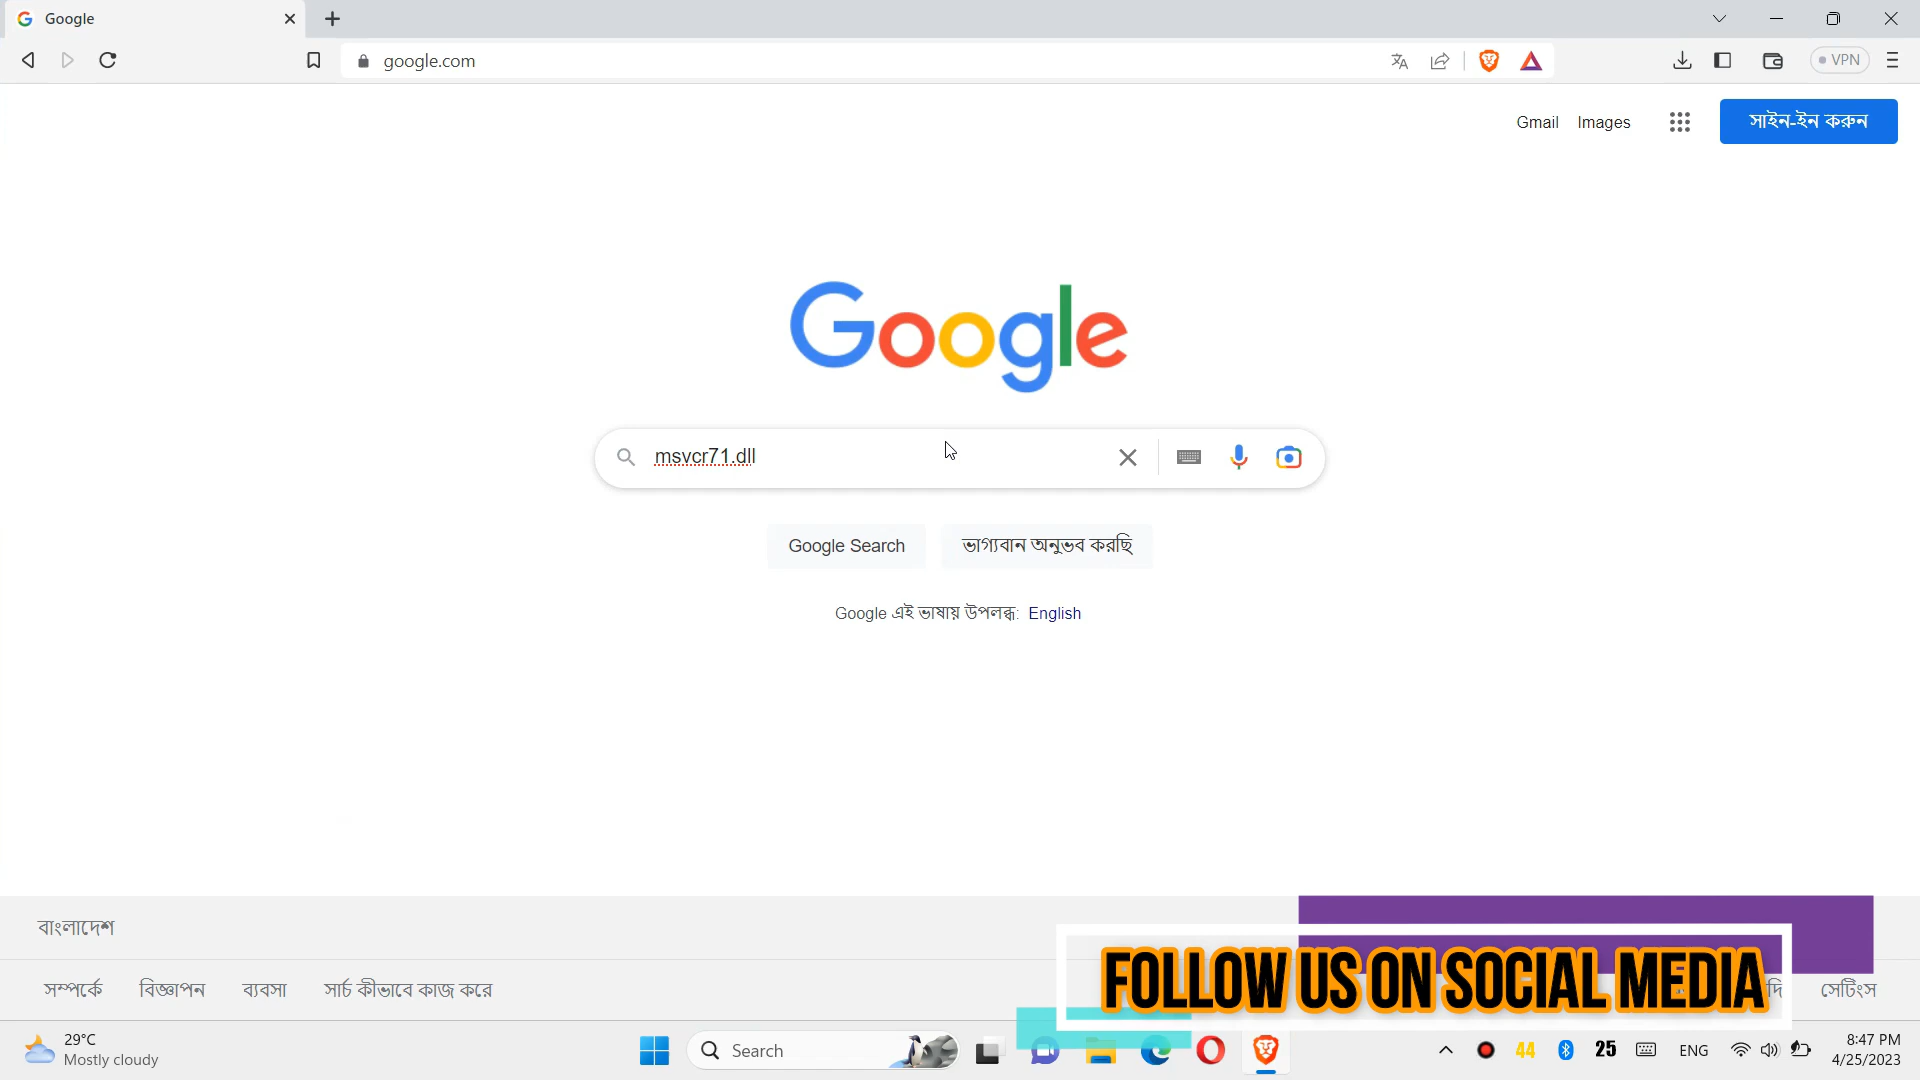 Google
google.com
VPN
Gmail Images সাইন-ইন করুন
Google
msvcr71.dll
Google Search ভাগ্যবান অনুভব করছি
Google এই ভাষায় উপলব্ধ: English
বাংলাদেশ
সম্পর্কে বিজ্ঞাপন ব্যবসা সার্চ কীভাবে কাজ করে সেটিংস
FOLLOW US ON SOCIAL MEDIA
29°C
Mostly cloudy
Search
44 25 ENG
8:47 PM
4/25/2023